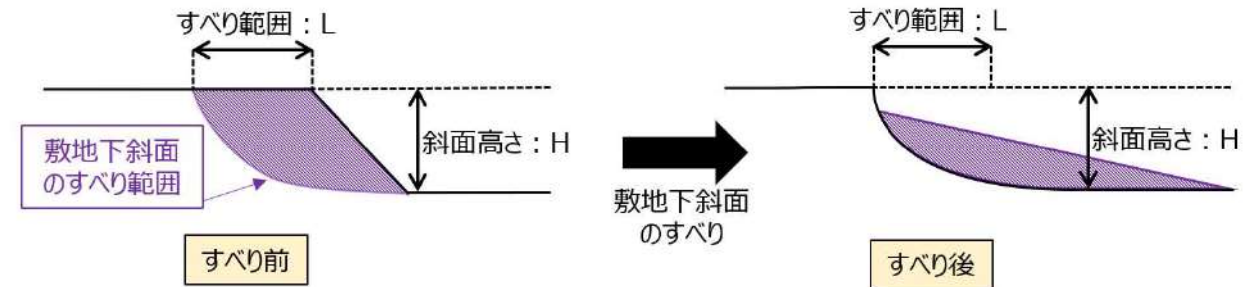 すべり範囲：L
斜面高さ：H
敷地下斜面
のすべり範囲
すべり前
敷地下斜面
のすべり
すべり範囲：L
斜面高さ：H
すべり後